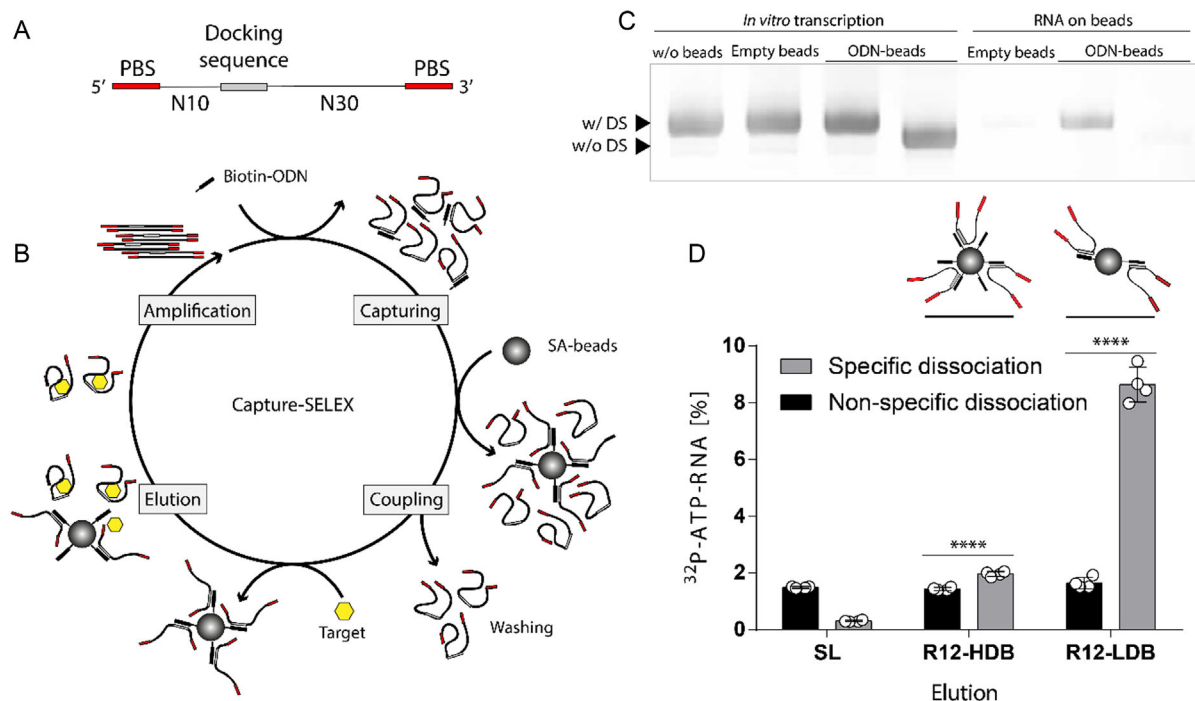 A
Docking
sequence
PBS
PBS
5′
3′
N10
N30
B
Biotin-ODN
Amplification
Capturing
SA-beads
Capture-SELEX
Elution
Coupling
Target
Washing
C
In vitro transcription
RNA on beads
w/o beads
Empty beads
ODN-beads
Empty beads
ODN-beads
w/ DS
w/o DS
D
****
****
Specific dissociation
Non-specific dissociation
³²P-ATP-RNA [%]
10
8
6
4
2
0
SL
R12-HDB
R12-LDB
Elution